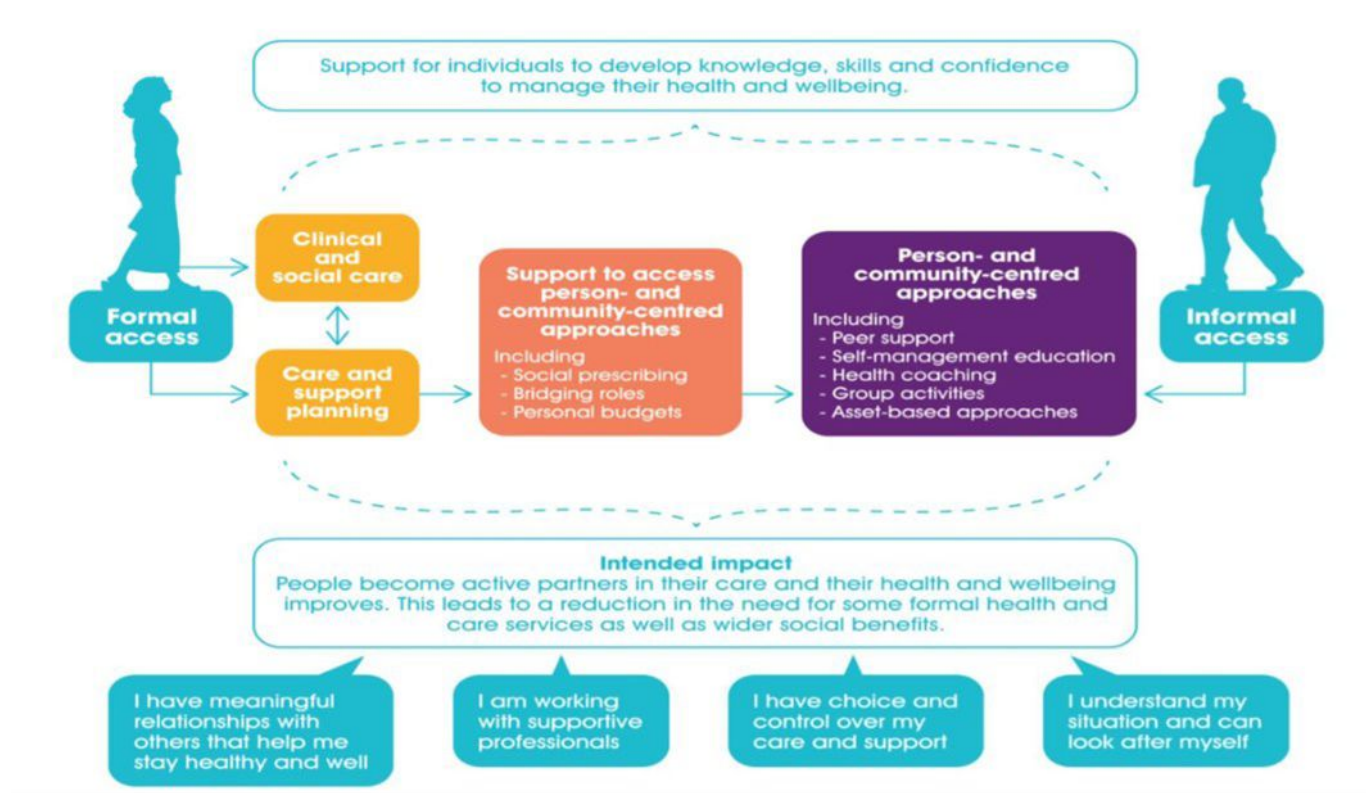 Support for individuals to develop knowledge, skills and confidence
to manage their health and wellbeing.
Formal
access
Clinical
and
social care
Care and
support
planning
Support to access
person- and
community-centred
approaches
Including
- Social prescribing
- Bridging roles
- Personal budgets
Person- and
community-centred
approaches
Including
- Peer support
- Self-management education
- Health coaching
- Group activities
- Asset-based approaches
Informal
access
Intended impact
People become active partners in their care and their health and wellbeing
improves. This leads to a reduction in the need for some formal health and
care services as well as wider social benefits.
I have meaningful
relationships with
others that help me
stay healthy and well
I am working
with supportive
professionals
I have choice and
control over my
care and support
I understand my
situation and can
look after myself